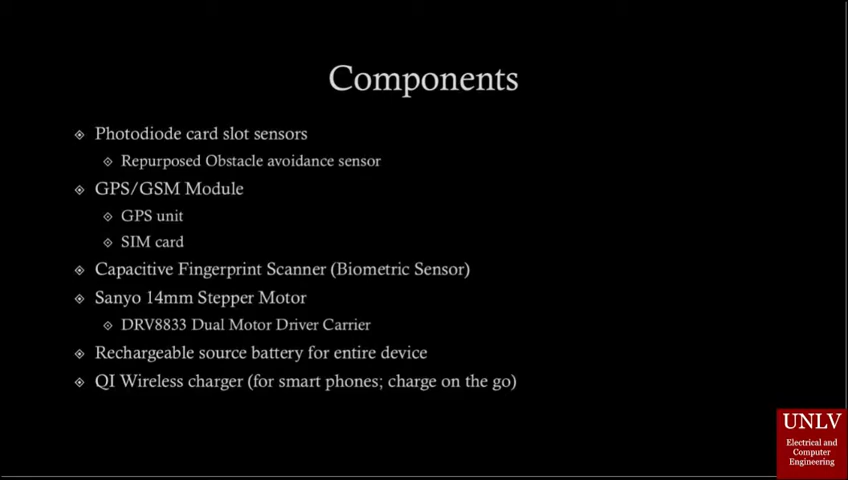 Components
Photodiode card slot sensors
Repurposed Obstacle avoidance sensor
GPS/GSM Module
GPS unit
SIM card
Capacitive Fingerprint Scanner (Biometric Sensor)
Sanyo 14mm Stepper Motor
DRV8833 Dual Motor Driver Carrier
Rechargeable source battery for entire device
QI Wireless charger (for smart phones; charge on the go)
UNLV
Electrical and
Computer
Engineering